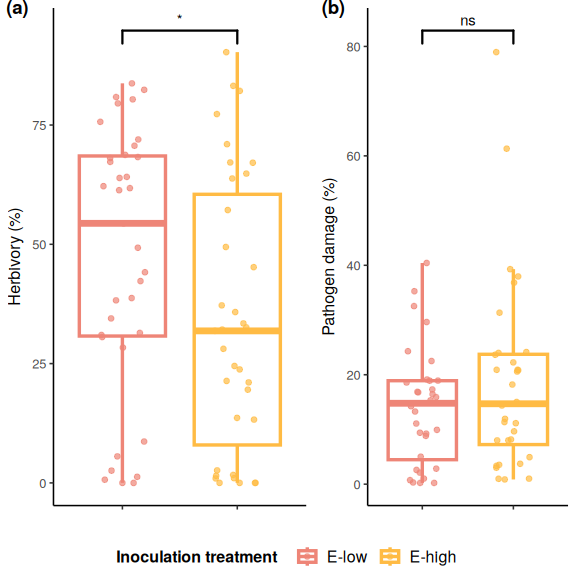 (a)
*
Herbivory (%)
75
50
25
0
(b)
ns
Pathogen damage (%)
80
60
40
20
0
Inoculation treatment E-low E-high